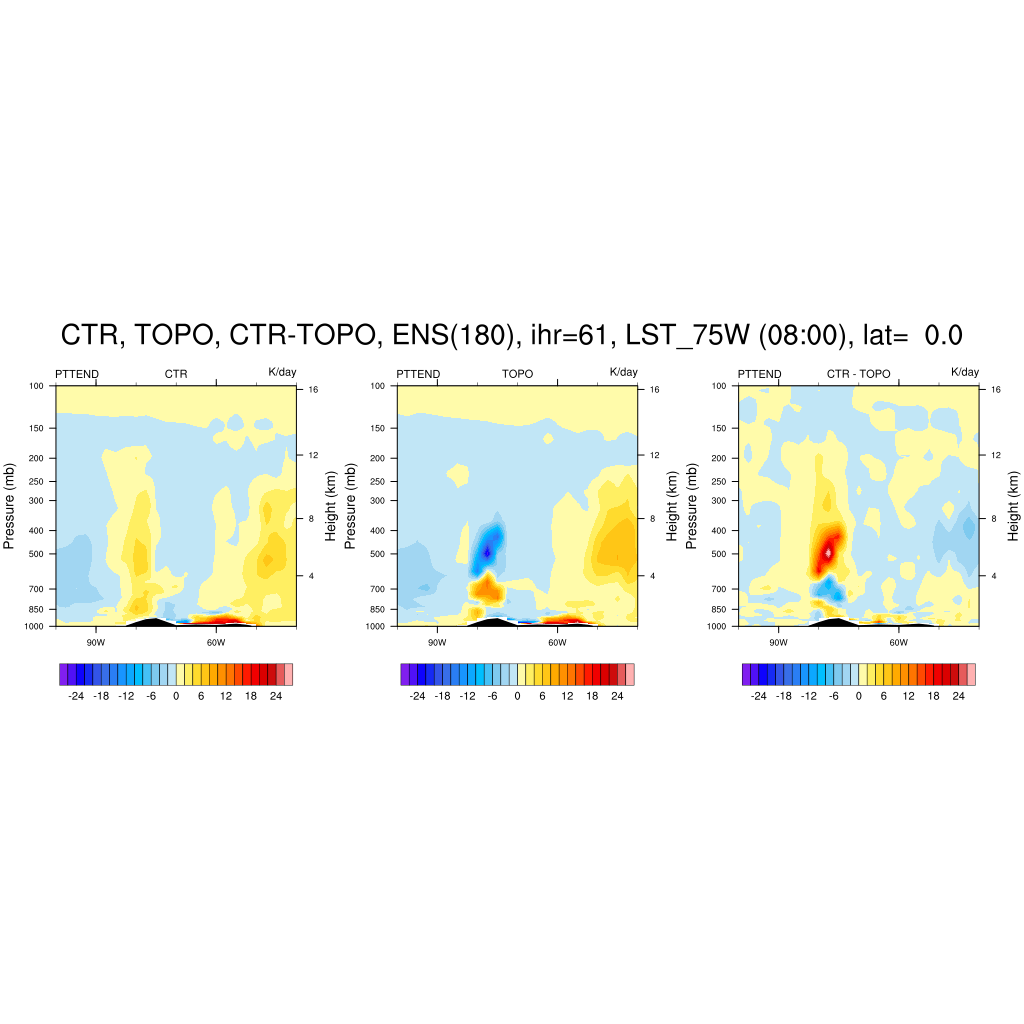 CTR, TOPO, CTR-TOPO, ENS(180), ihr=61, LST_75W (08:00), lat= 0.0
PTTEND CTR K/day
100
150
200
250
300
400
500
700
850
1000
Pressure (mb)
16
12
8
4
Height (km)
90W 60W
-24 -18 -12 -6 0 6 12 18 24
PTTEND TOPO K/day
100
150
200
250
300
400
500
700
850
1000
Pressure (mb)
16
12
8
4
Height (km)
90W 60W
-24 -18 -12 -6 0 6 12 18 24
PTTEND CTR - TOPO K/day
100
150
200
250
300
400
500
700
850
1000
Pressure (mb)
16
12
8
4
Height (km)
90W 60W
-24 -18 -12 -6 0 6 12 18 24